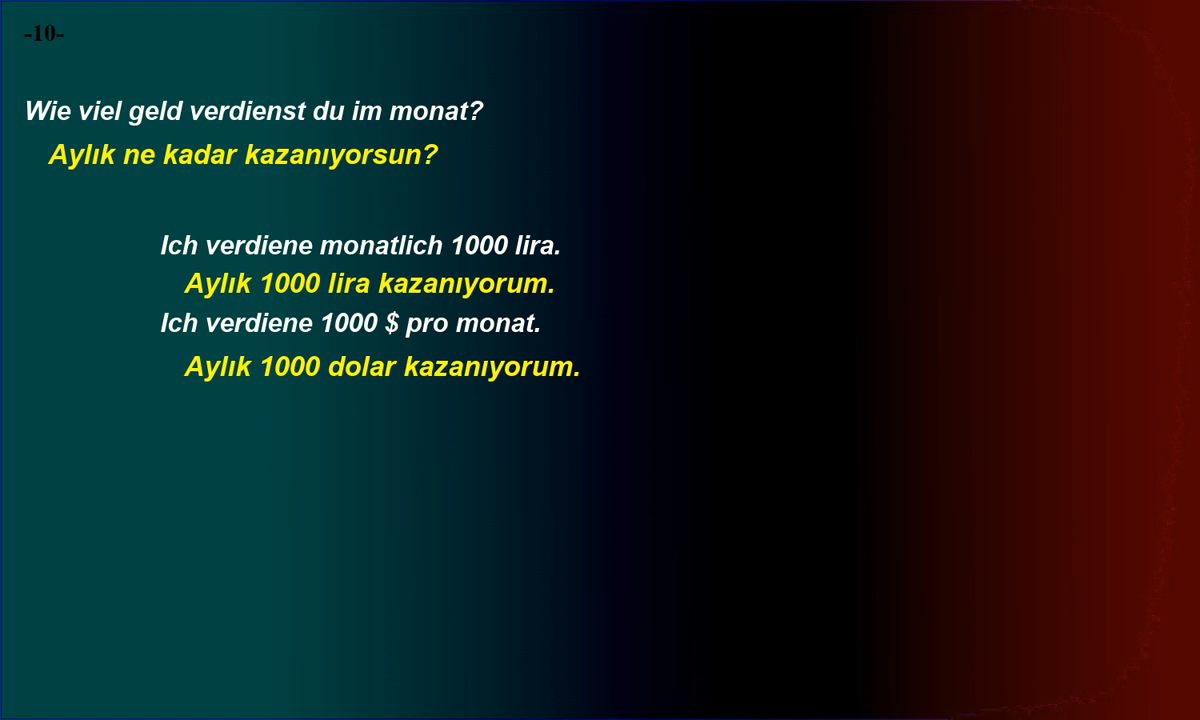 -10-
Wie viel geld verdienst du im monat?
Aylık ne kadar kazanıyorsun?
Ich verdiene monatlich 1000 lira.
Aylık 1000 lira kazanıyorum.
Ich verdiene 1000 $ pro monat.
Aylık 1000 dolar kazanıyorum.